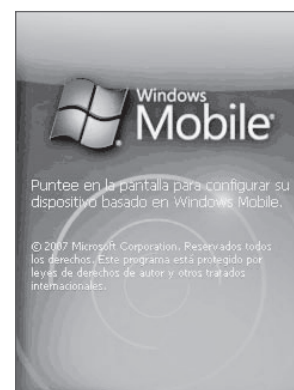 Windows
Mobile®
Puntee en la pantalla para configurar su
dispositivo basado en Windows Mobile.
© 2007 Microsoft Corporation. Reservados todos
los derechos. Este programa está protegido por
leyes de derechos de autor y otros tratados
internacionales.